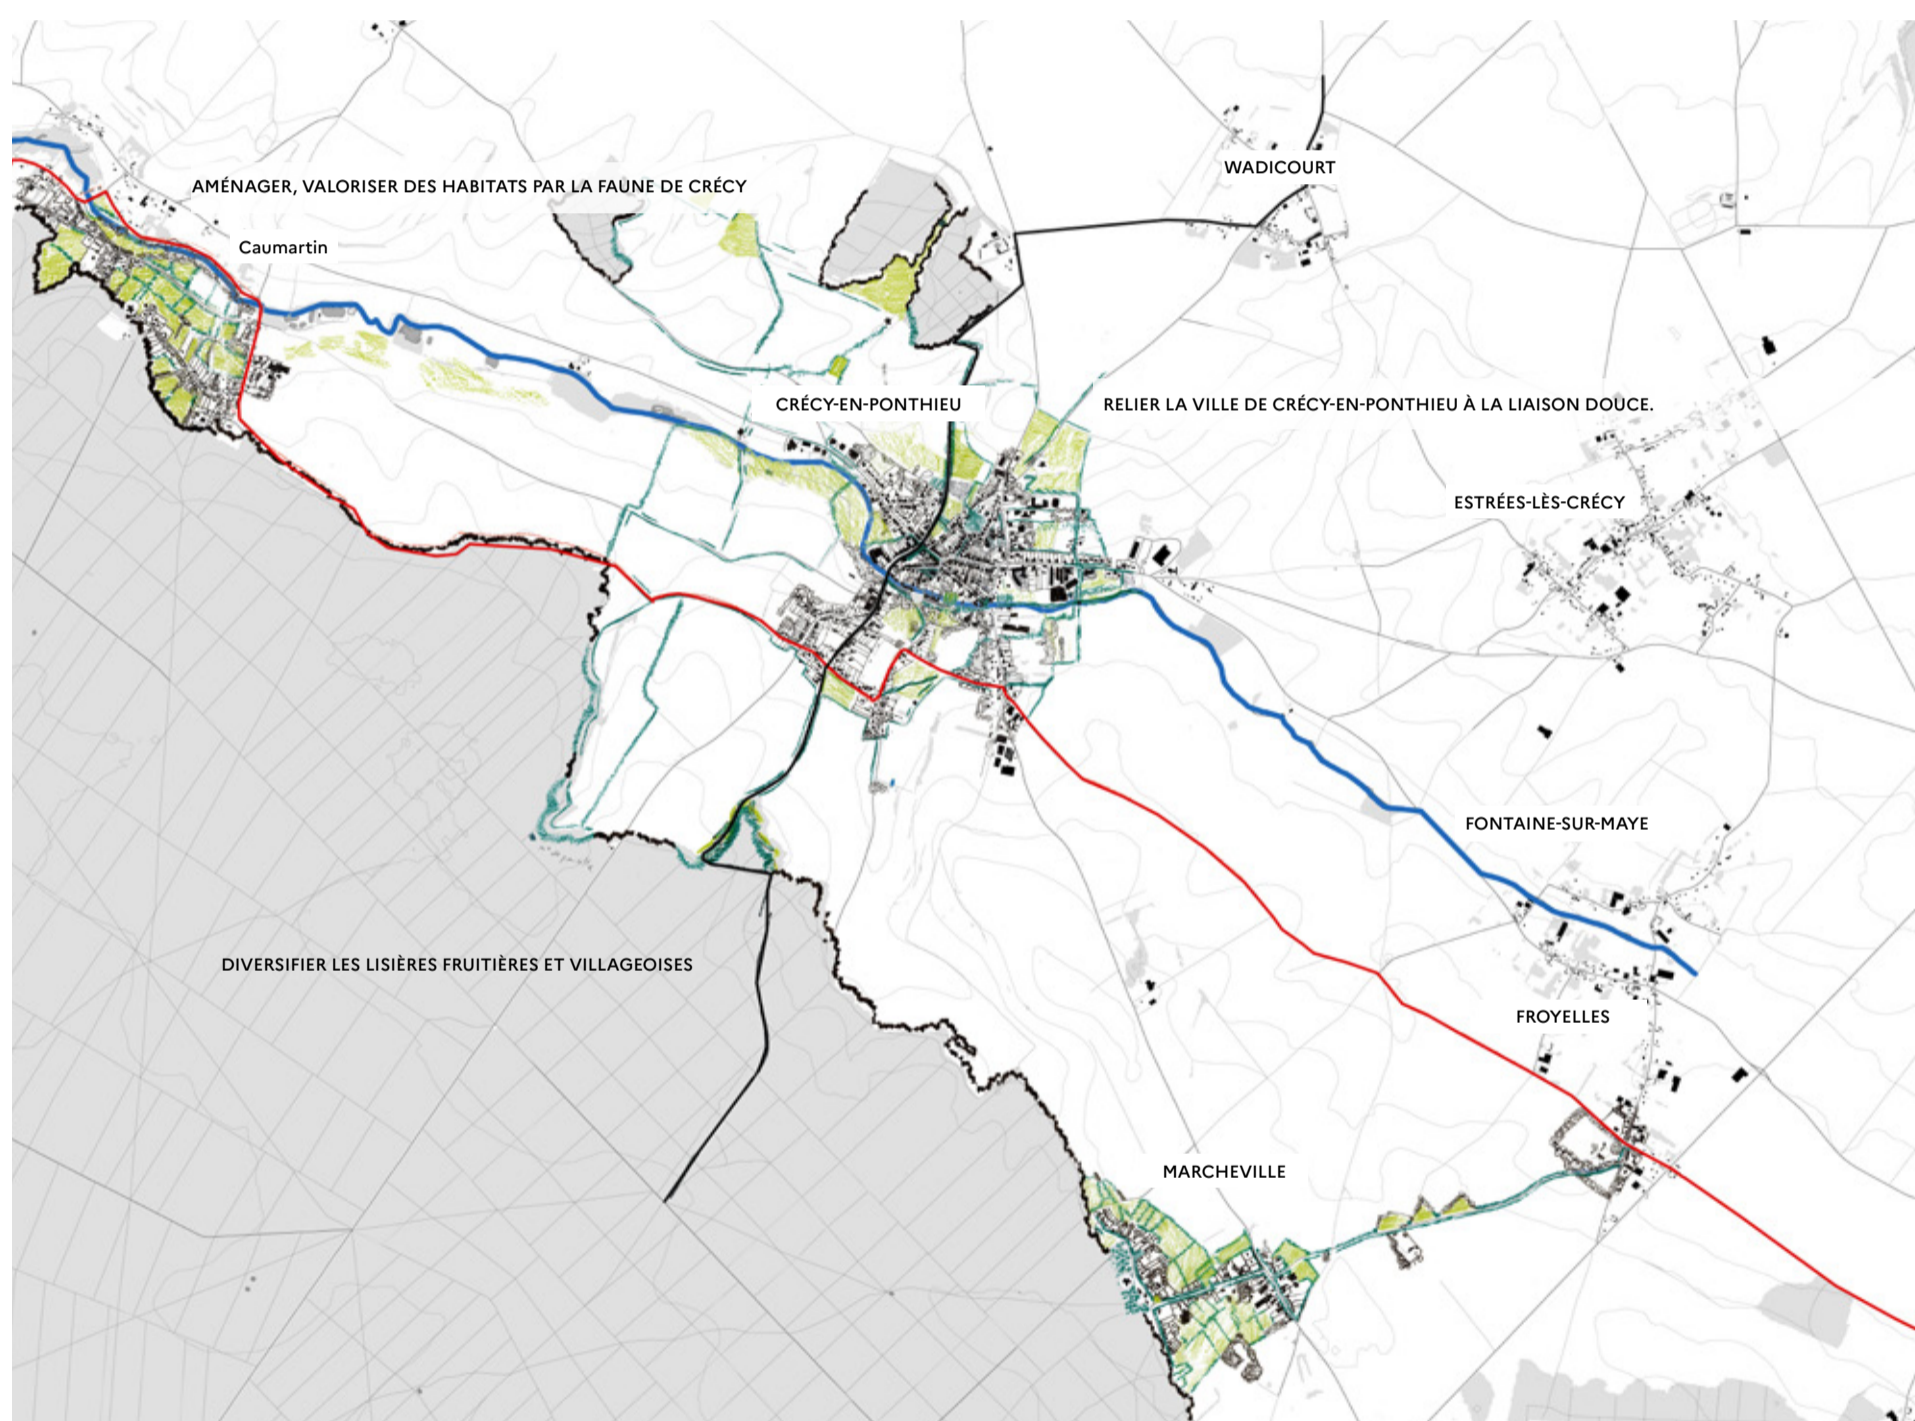 WADICOURT
AMÉNAGER, VALORISER DES HABITATS PAR LA FAUNE DE CRÉCY
Caumartin
CRÉCY-EN-PONTHIEU
RELIER LA VILLE DE CRÉCY-EN-PONTHIEU À LA LIAISON DOUCE.
ESTRÉES-LÈS-CRÉCY
FONTAINE-SUR-MAYE
DIVERSIFIER LES LISIÈRES FRUITIÈRES ET VILLAGEOISES
FROYELLES
MARCHEVILLE